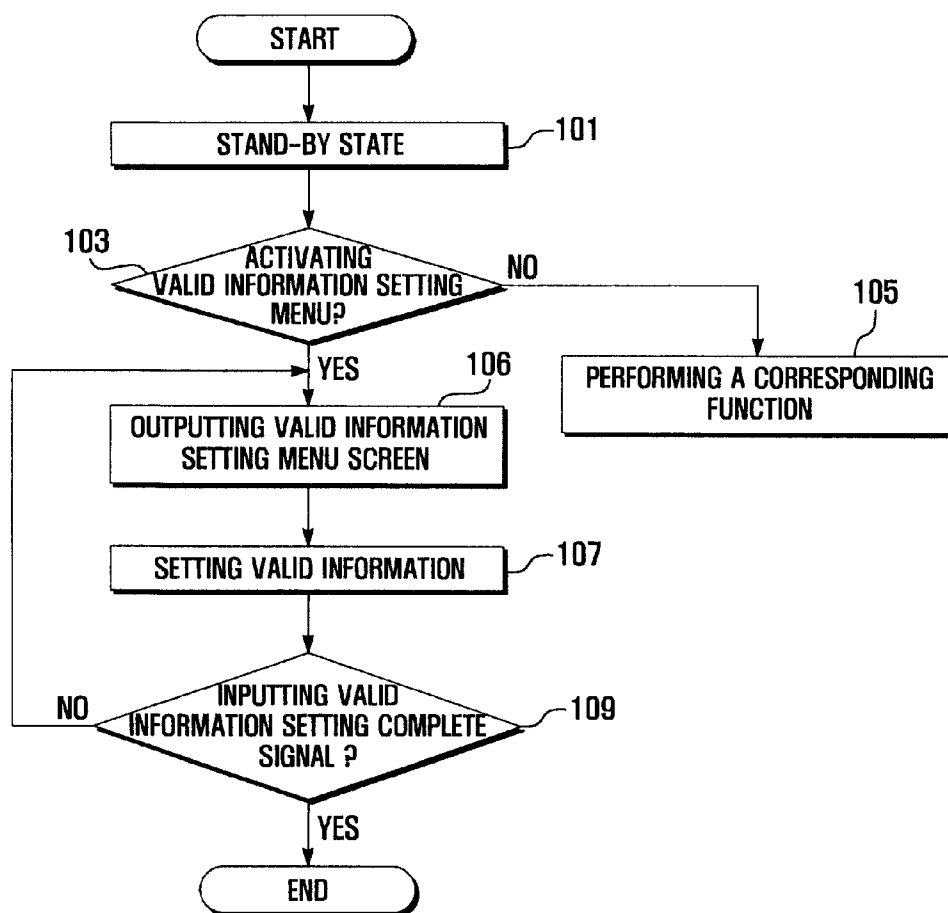 START
STAND-BY STATE
101
103
ACTIVATING
VALID INFORMATION SETTING
MENU?
NO
105
PERFORMING A CORRESPONDING
FUNCTION
YES
106
OUTPUTTING VALID INFORMATION
SETTING MENU SCREEN
SETTING VALID INFORMATION
107
NO
INPUTTING VALID
INFORMATION SETTING COMPLETE
SIGNAL ?
109
YES
END